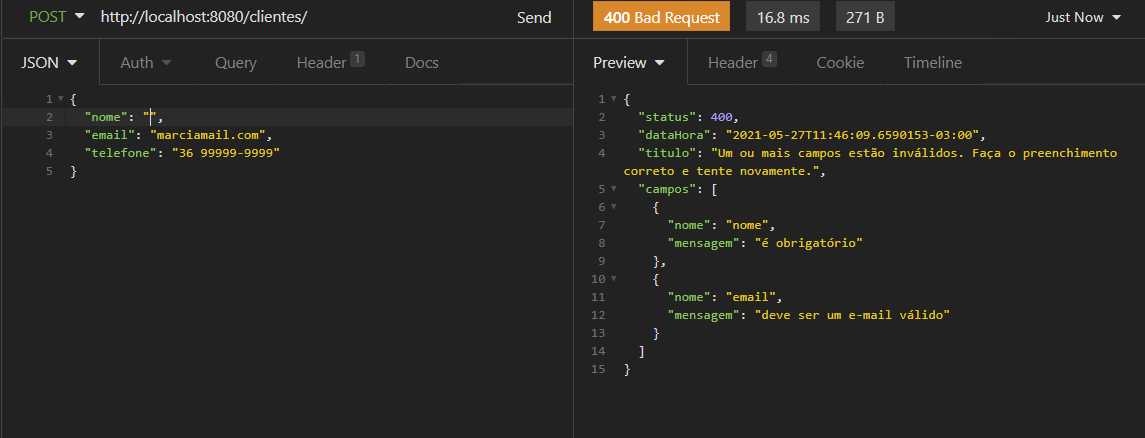 POST http://localhost:8080/clientes/ Send 400 Bad Request 16.8 ms 271 B Just Now
JSON Auth Query Header 1 Docs Preview Header 4 Cookie Timeline
1 {
2 "nome": "",
3 "email": "marciamail.com",
4 "telefone": "36 99999-9999"
5 }
1 {
2 "status": 400,
3 "dataHora": "2021-05-27T11:46:09.6590153-03:00",
4 "titulo": "Um ou mais campos estão inválidos. Faça o preenchimento
correto e tente novamente.",
5 "campos": [
6 {
7 "nome": "nome",
8 "mensagem": "é obrigatório"
9 },
10 {
11 "nome": "email",
12 "mensagem": "deve ser um e-mail válido"
13 }
14 ]
15 }